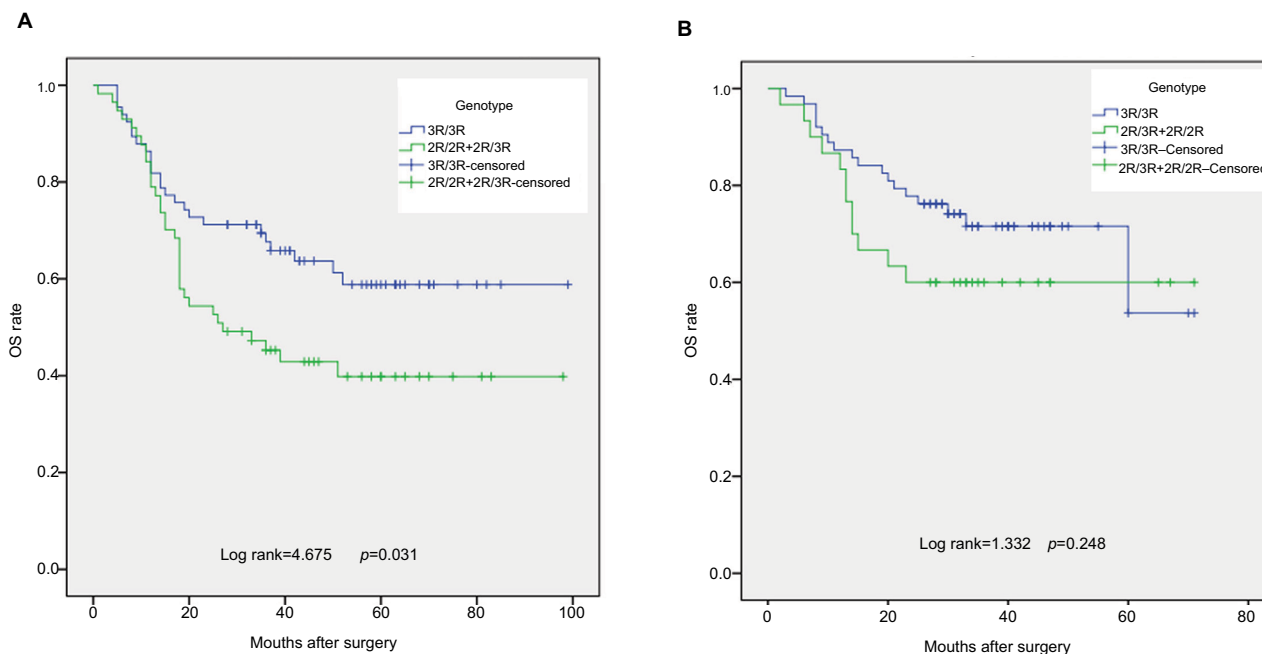 A
1.0
0.8
0.6
0.4
0.2
0.0
OS rate
Genotype
3R/3R
2R/2R+2R/3R
3R/3R-censored
2R/2R+2R/3R-censored
Log rank=4.675 p=0.031
0 20 40 60 80 100
Mouths after surgery
B
1.0
0.8
0.6
0.4
0.2
0.0
OS rate
Genotype
3R/3R
2R/3R+2R/2R
3R/3R–Censored
2R/3R+2R/2R–Censored
Log rank=1.332 p=0.248
0 20 40 60 80
Mouths after surgery